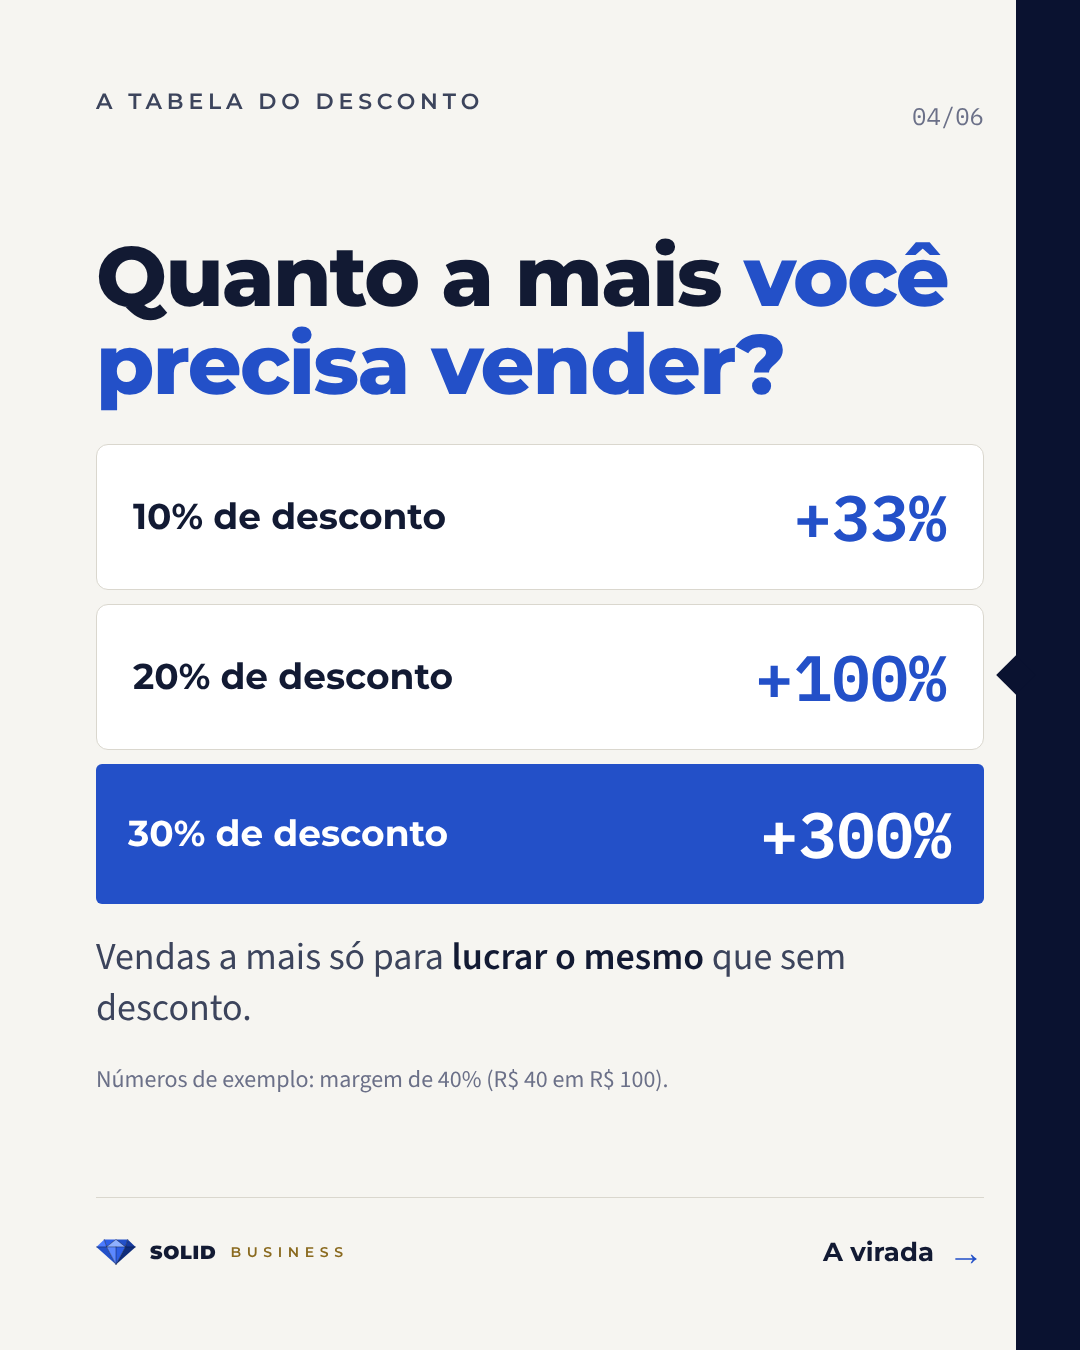 A TABELA DO DESCONTO
04/06
Quanto a mais você
precisa vender?
10% de desconto
+33%
20% de desconto
+100%
30% de desconto
+300%
Vendas a mais só para lucrar o mesmo que sem
desconto.
Números de exemplo: margem de 40% (R$ 40 em R$ 100).
SOLID BUSINESS
A virada →